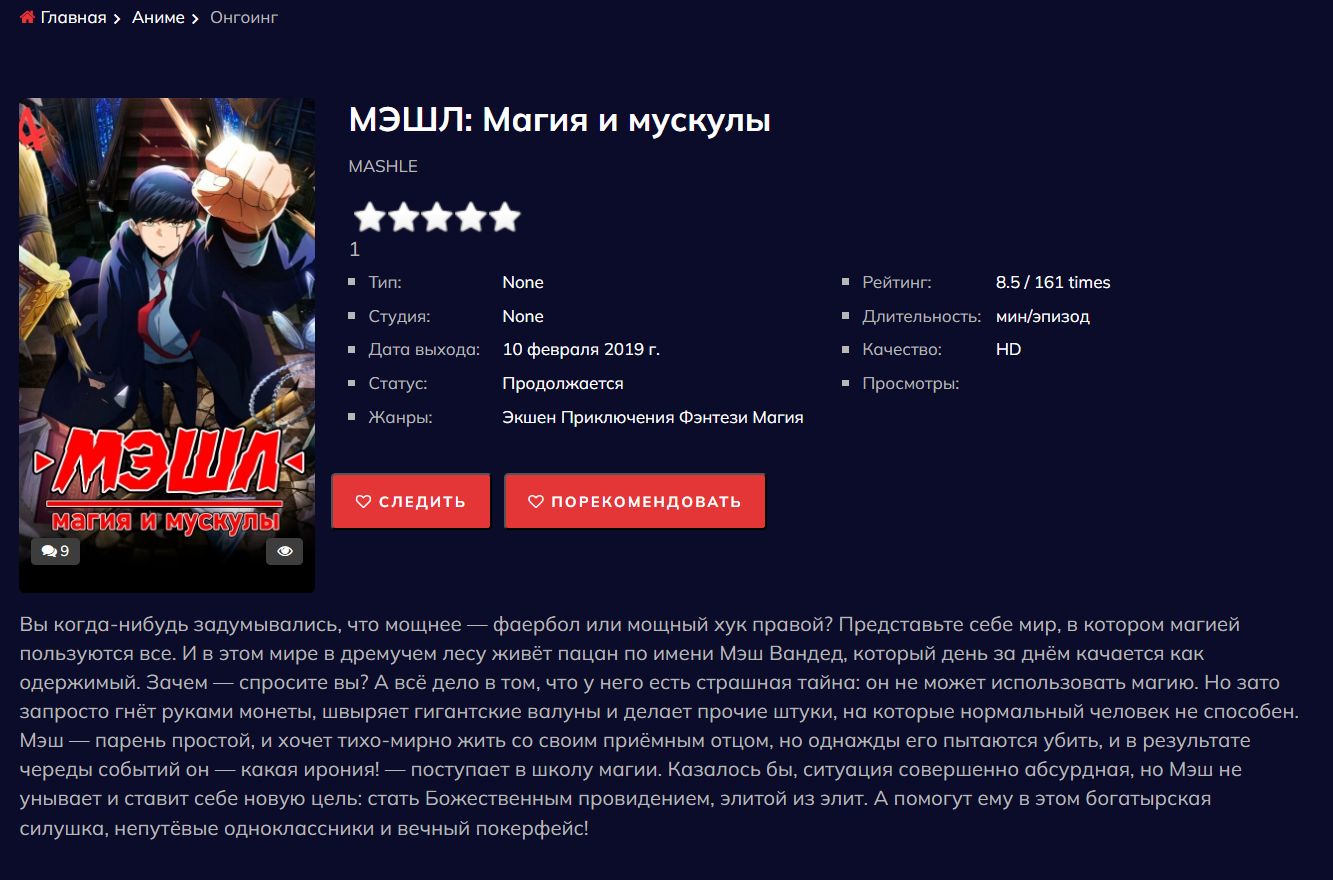 Главная Аниме Онгоинг
4
МЭШЛ
магия и мускулы
9
МЭШЛ: Магия и мускулы
MASHLE
1
Тип: None
Студия: None
Дата выхода: 10 февраля 2019 г.
Статус: Продолжается
Жанры: Экшен Приключения Фэнтези Магия
Рейтинг: 8.5 / 161 times
Длительность: мин/эпизод
Качество: HD
Просмотры:
СЛЕДИТЬ ПОРЕКОМЕНДОВАТЬ
Вы когда-нибудь задумывались, что мощнее — фаербол или мощный хук правой? Представьте себе мир, в котором магией
пользуются все. И в этом мире в дремучем лесу живёт пацан по имени Мэш Вандед, который день за днём качается как
одержимый. Зачем — спросите вы? А всё дело в том, что у него есть страшная тайна: он не может использовать магию. Но зато
запросто гнёт руками монеты, швыряет гигантские валуны и делает прочие штуки, на которые нормальный человек не способен.
Мэш — парень простой, и хочет тихо-мирно жить со своим приёмным отцом, но однажды его пытаются убить, и в результате
череды событий он — какая ирония! — поступает в школу магии. Казалось бы, ситуация совершенно абсурдная, но Мэш не
унывает и ставит себе новую цель: стать Божественным провидением, элитой из элит. А помогут ему в этом богатырская
силушка, непутёвые одноклассники и вечный покерфейс!